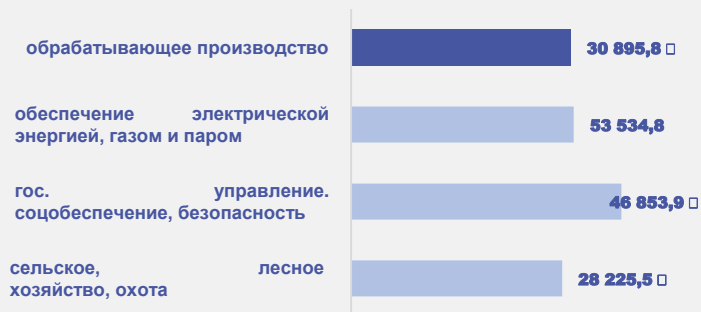 обрабатывающее производство 30 895,8
обеспечение электрической
энергией, газом и паром
53 534,8
гос. управление.
соцобеспечение, безопасность
46 853,9
сельское, лесное
хозяйство, охота
28 225,5